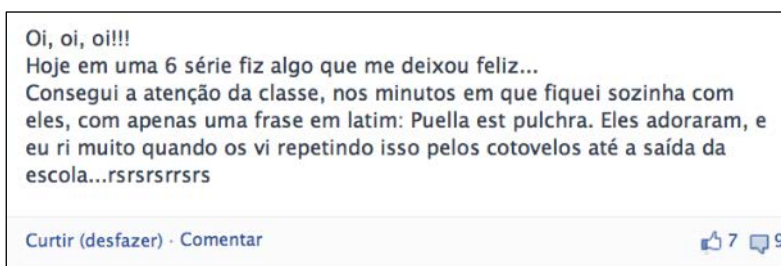 Oi, oi, oi!!!
Hoje em uma 6 série fiz algo que me deixou feliz...
Consegui a atenção da classe, nos minutos em que fiquei sozinha com
eles, com apenas uma frase em latim: Puella est pulchra. Eles adoraram, e
eu ri muito quando os vi repetindo isso pelos cotovelos até a saída da
escola...rsrsrsrrsrs
Curtir (desfazer) · Comentar 7 9